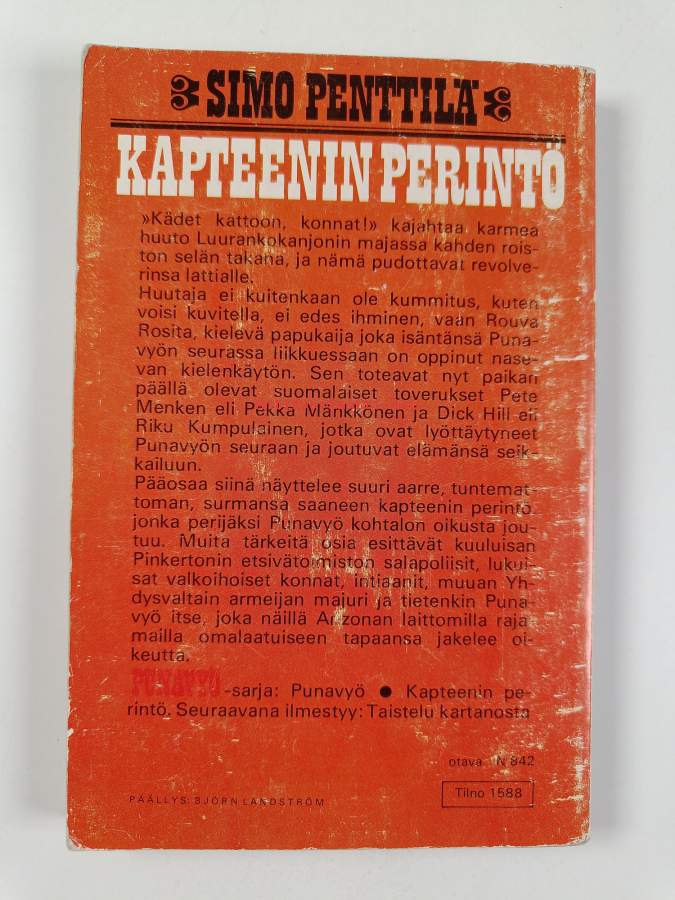 SIMO PENTTILÄ
KAPTEENIN PERINTÖ
»Kädet kattoon, konnat!» kajahtaa karmea
huuto Luurankokanjonin majassa kahden rois-
ton selän takana, ja nämä pudottavat revolve-
rinsa lattialle.
Huutaja ei kuitenkaan ole kummitus, kuten
voisi kuvitella, ei edes ihminen, vaan Rouva
Rosita, kielevä papukaija joka isäntänsä Puna-
vyön seurassa liikkuessaan on oppinut nase-
van kielenkäytön. Sen toteavat nyt paikan
päällä olevat suomalaiset toverukset Pete
Menken eli Pekka Mänkkönen ja Dick Hill eli
Riku Kumpulainen, jotka ovat lyöttäytyneet
Punavyön seuraan ja joutuvat elämänsä seik-
kailuun.
Pääosaa siinä näyttelee suuri aarre, tuntemat-
toman, surmansa saaneen kapteenin perintö,
jonka perijäksi Punavyö kohtalon oikusta jou-
tuu. Muita tärkeitä osia esittävät kuuluisan
Pinkertonin etsivätoimiston salapoliisit, lukui-
sat valkoihoiset konnat, intiaanit, muuan Yh-
dysvaltain armeijan majuri ja tietenkin Puna-
vyö itse, joka näillä Arizonan laittomilla raja-
mailla omalaatuiseen tapaansa jakelee oi-
keutta.
PUNAVYÖ-sarja: Punavyö ● Kapteenin pe-
rintö. Seuraavana ilmestyy: Taistelu kartanosta
otava N 842
PÄÄLLYS: BJÖRN LANDSTRÖM
Tilno 1588